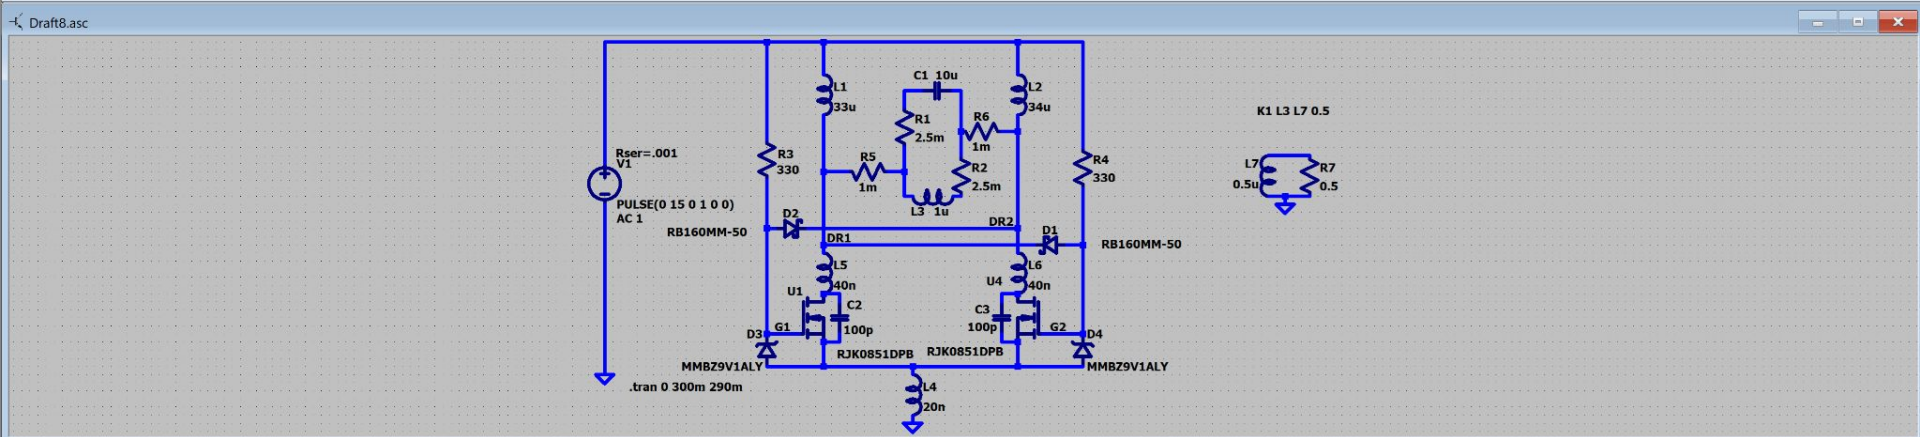 Draft8.asc
C1 10u
L1
33u
L2
34u
K1 L3 L7 0.5
R1
2.5m
R6
1m
Rser=.001
V1
R3
330
R5
1m
R2
2.5m
R4
330
L7
0.5u
R7
0.5
PULSE(0 15 0 1 0 0)
AC 1
L3 1u
D2
DR2
RB160MM-50
DR1
D1
RB160MM-50
L5
40n
L6
40n
U1
U4
C2
100p
C3
100p
D3
G1
G2
D4
RJK0851DPB
RJK0851DPB
MMBZ9V1ALY
MMBZ9V1ALY
.tran 0 300m 290m
L4
20n